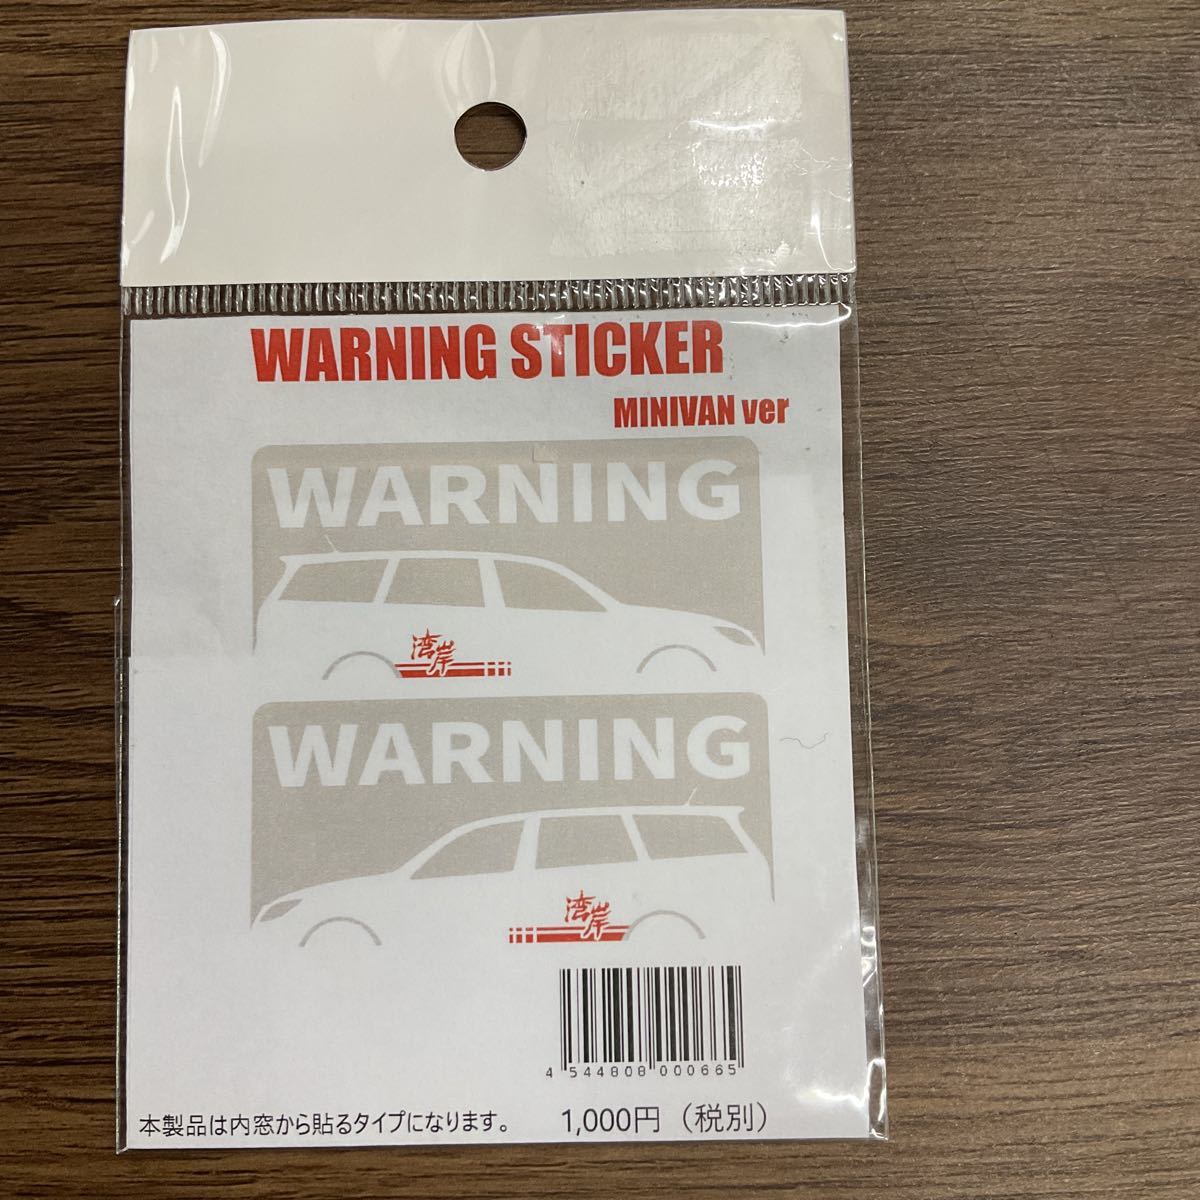 WARNING STICKER
MINIVAN ver
WARNING
湾岸
WARNING
湾岸
4 544808 000665
本製品は内窓から貼るタイプになります。 1,000円（税別）